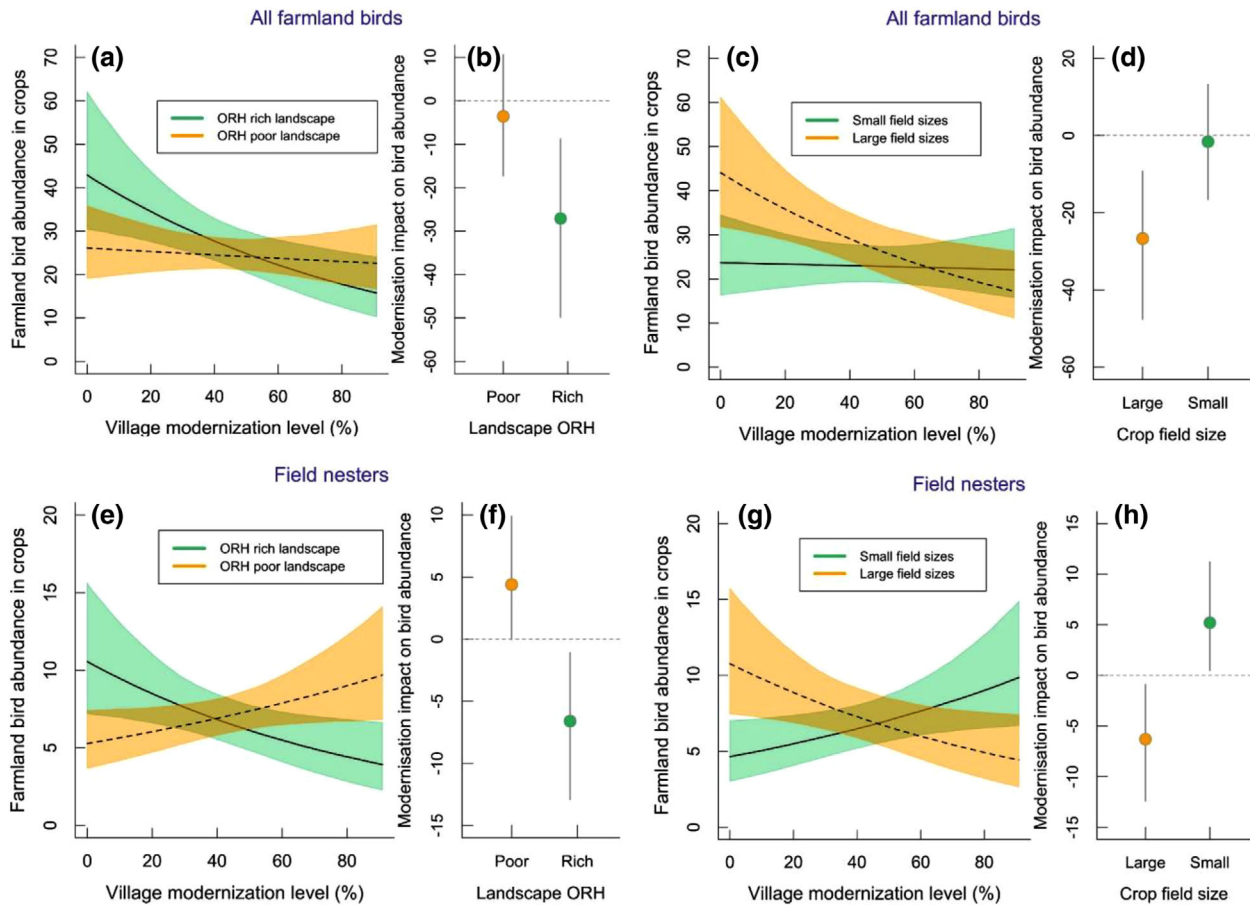 All farmland birds
All farmland birds
(a)
Farmland bird abundance in crops
70
60
50
40
30
20
10
0
ORH rich landscape
ORH poor landscape
0 20 40 60 80
Village modernization level (%)
(b)
Modernisation impact on bird abundance
10
0
-10
-20
-30
-40
-50
-60
Poor Rich
Landscape ORH
(c)
Farmland bird abundance in crops
70
60
50
40
30
20
10
0
Small field sizes
Large field sizes
0 20 40 60 80
Village modernization level (%)
(d)
Modernisation impact on bird abundance
20
0
-20
-40
-60
Large Small
Crop field size
Field nesters
Field nesters
(e)
Farmland bird abundance in crops
20
15
10
5
0
ORH rich landscape
ORH poor landscape
0 20 40 60 80
Village modernization level (%)
(f)
Modernisation impact on bird abundance
10
5
0
-5
-10
-15
Poor Rich
Landscape ORH
(g)
Farmland bird abundance in crops
20
15
10
5
0
Small field sizes
Large field sizes
0 20 40 60 80
Village modernization level (%)
(h)
Modernisation impact on bird abundance
15
10
5
0
-5
-10
-15
Large Small
Crop field size